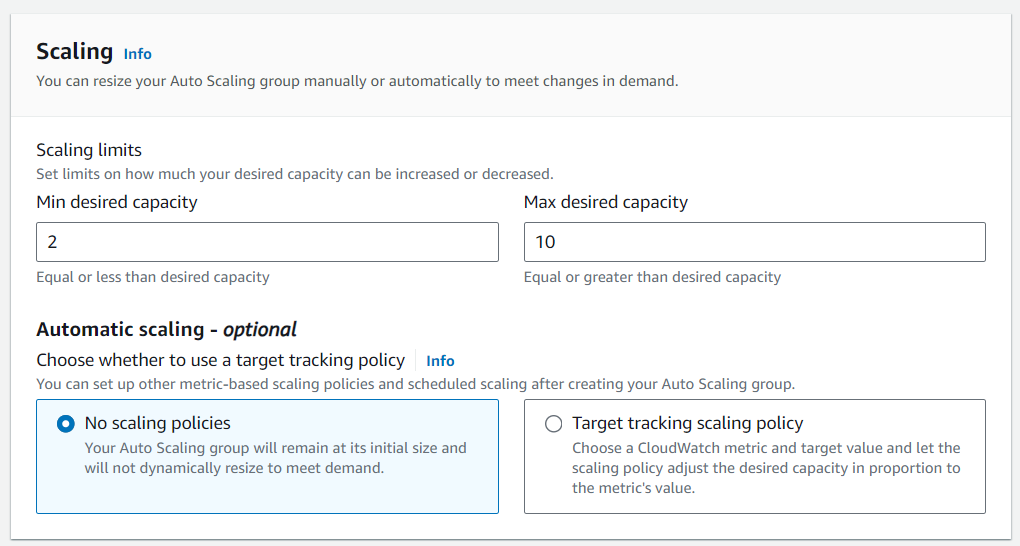 Scaling Info
You can resize your Auto Scaling group manually or automatically to meet changes in demand.
Scaling limits
Set limits on how much your desired capacity can be increased or decreased.
Min desired capacity
2
Equal or less than desired capacity
Max desired capacity
10
Equal or greater than desired capacity
Automatic scaling - optional
Choose whether to use a target tracking policy Info
You can set up other metric-based scaling policies and scheduled scaling after creating your Auto Scaling group.
No scaling policies
Your Auto Scaling group will remain at its initial size and
will not dynamically resize to meet demand.
Target tracking scaling policy
Choose a CloudWatch metric and target value and let the
scaling policy adjust the desired capacity in proportion to
the metric's value.